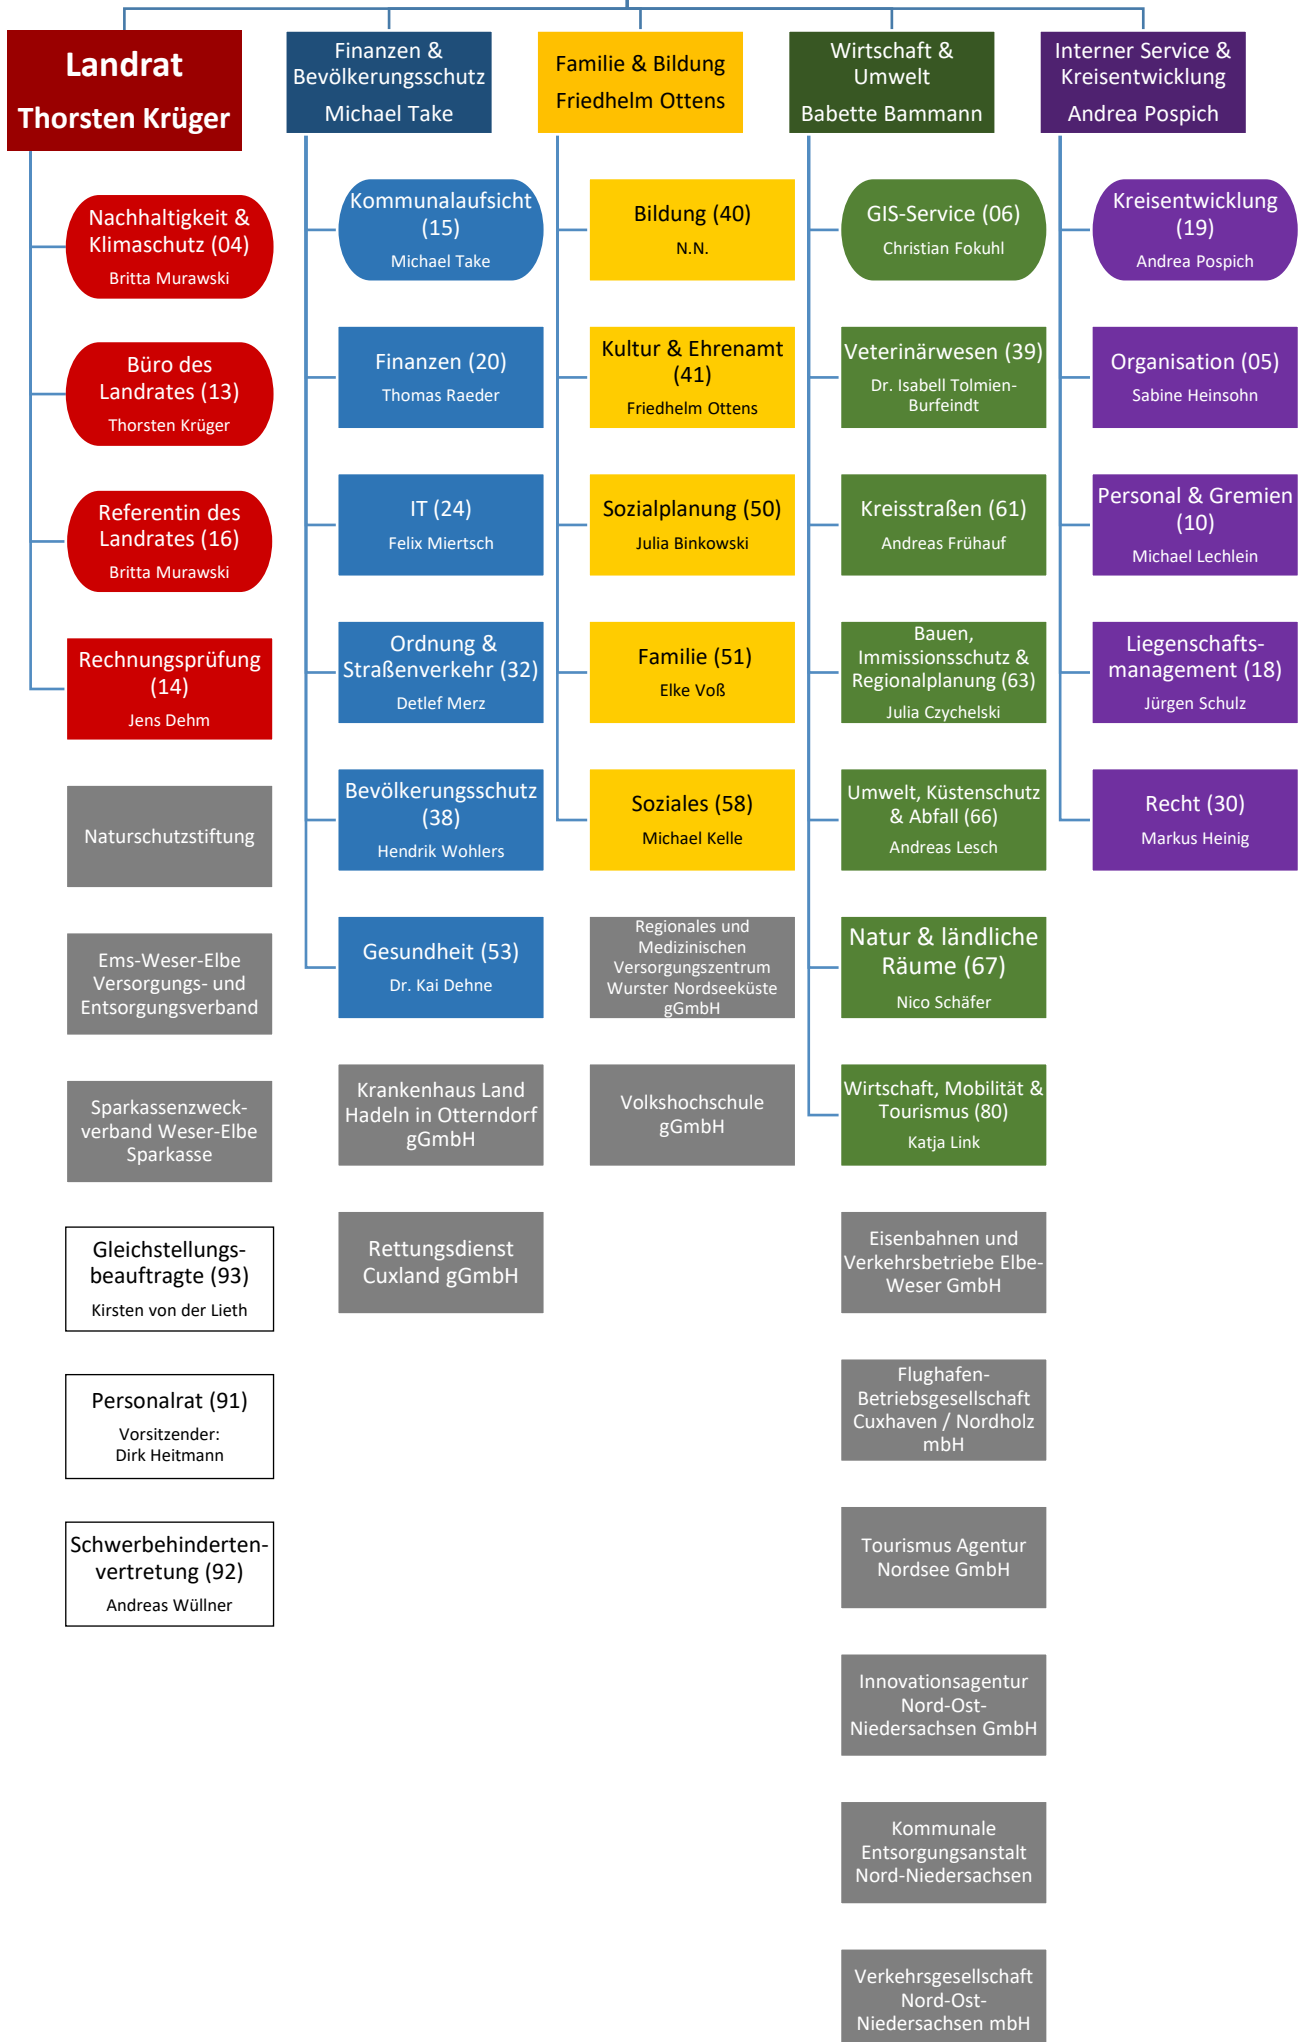 Landrat
Thorsten Krüger
Nachhaltigkeit &
Klimaschutz (04)
Britta Murawski
Büro des
Landrates (13)
Thorsten Krüger
Referentin des
Landrates (16)
Britta Murawski
Rechnungsprüfung
(14)
Jens Dehm
Naturschutzstiftung
Ems-Weser-Elbe
Versorgungs- und
Entsorgungsverband
Sparkassenzweck-
verband Weser-Elbe
Sparkasse
Gleichstellungs-
beauftragte (93)
Kirsten von der Lieth
Personalrat (91)
Vorsitzender:
Dirk Heitmann
Schwerbehinderten-
vertretung (92)
Andreas Wüllner
Finanzen &
Bevölkerungsschutz
Michael Take
Kommunalaufsicht
(15)
Michael Take
Finanzen (20)
Thomas Raeder
IT (24)
Felix Miertsch
Ordnung &
Straßenverkehr (32)
Detlef Merz
Bevölkerungsschutz
(38)
Hendrik Wohlers
Gesundheit (53)
Dr. Kai Dehne
Krankenhaus Land
Hadeln in Otterndorf
gGmbH
Rettungsdienst
Cuxland gGmbH
Familie & Bildung
Friedhelm Ottens
Bildung (40)
N.N.
Kultur & Ehrenamt
(41)
Friedhelm Ottens
Sozialplanung (50)
Julia Binkowski
Familie (51)
Elke Voß
Soziales (58)
Michael Kelle
Regionales und
Medizinischen
Versorgungszentrum
Wurster Nordseeküste
gGmbH
Volkshochschule
gGmbH
Wirtschaft &
Umwelt
Babette Bammann
GIS-Service (06)
Christian Fokuhl
Veterinärwesen (39)
Dr. Isabell Tolmien-
Burfeindt
Kreisstraßen (61)
Andreas Frühauf
Bauen,
Immissionsschutz &
Regionalplanung (63)
Julia Czychelski
Umwelt, Küstenschutz
& Abfall (66)
Andreas Lesch
Natur & ländliche
Räume (67)
Nico Schäfer
Wirtschaft, Mobilität &
Tourismus (80)
Katja Link
Eisenbahnen und
Verkehrsbetriebe Elbe-
Weser GmbH
Flughafen-
Betriebsgesellschaft
Cuxhaven / Nordholz
mbH
Tourismus Agentur
Nordsee GmbH
Innovationsagentur
Nord-Ost-
Niedersachsen GmbH
Kommunale
Entsorgungsanstalt
Nord-Niedersachsen
Verkehrsgesellschaft
Nord-Ost-
Niedersachsen mbH
Interner Service &
Kreisentwicklung
Andrea Pospich
Kreisentwicklung
(19)
Andrea Pospich
Organisation (05)
Sabine Heinsohn
Personal & Gremien
(10)
Michael Lechlein
Liegenschafts-
management (18)
Jürgen Schulz
Recht (30)
Markus Heinig